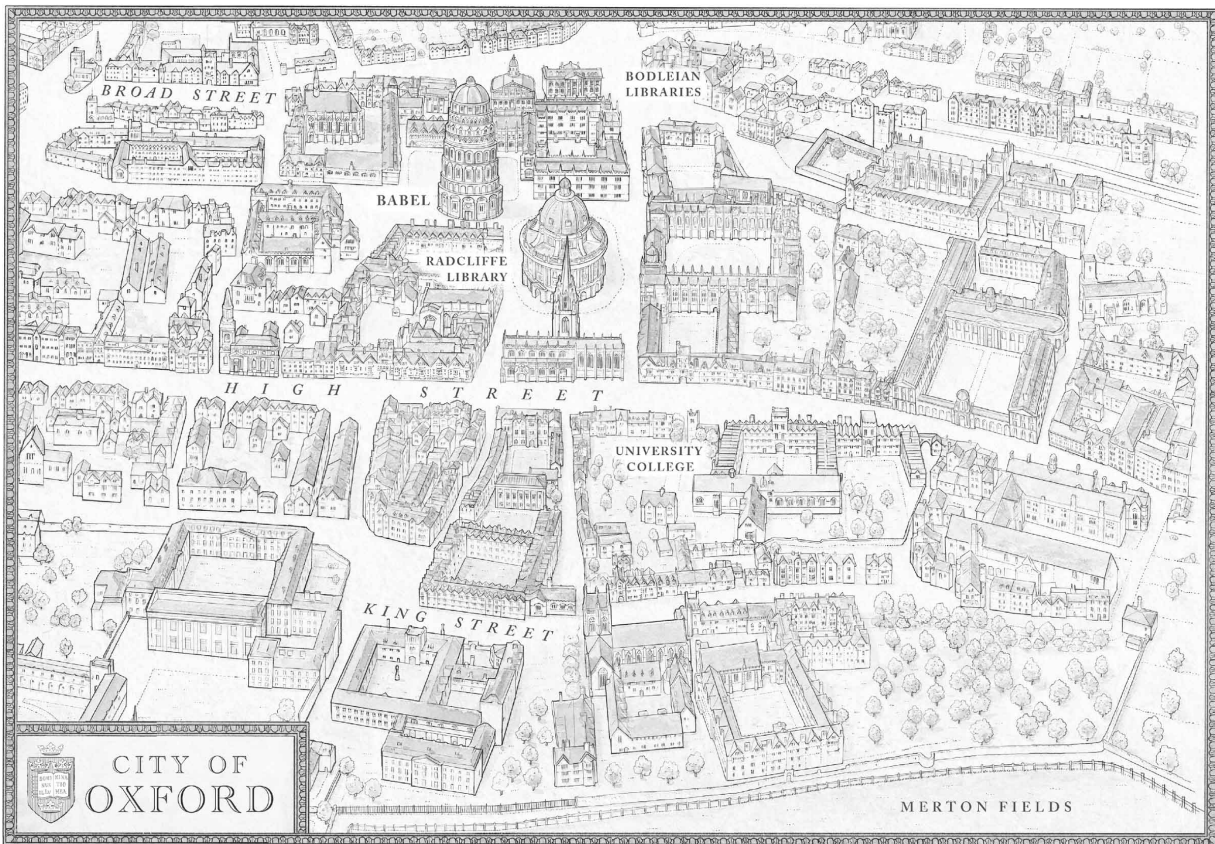 BROAD STREET
BODLEIAN
LIBRARIES
BABEL
RADCLIFFE
LIBRARY
HIGH STREET
UNIVERSITY
COLLEGE
KING STREET
CITY OF
OXFORD
MERTON FIELDS